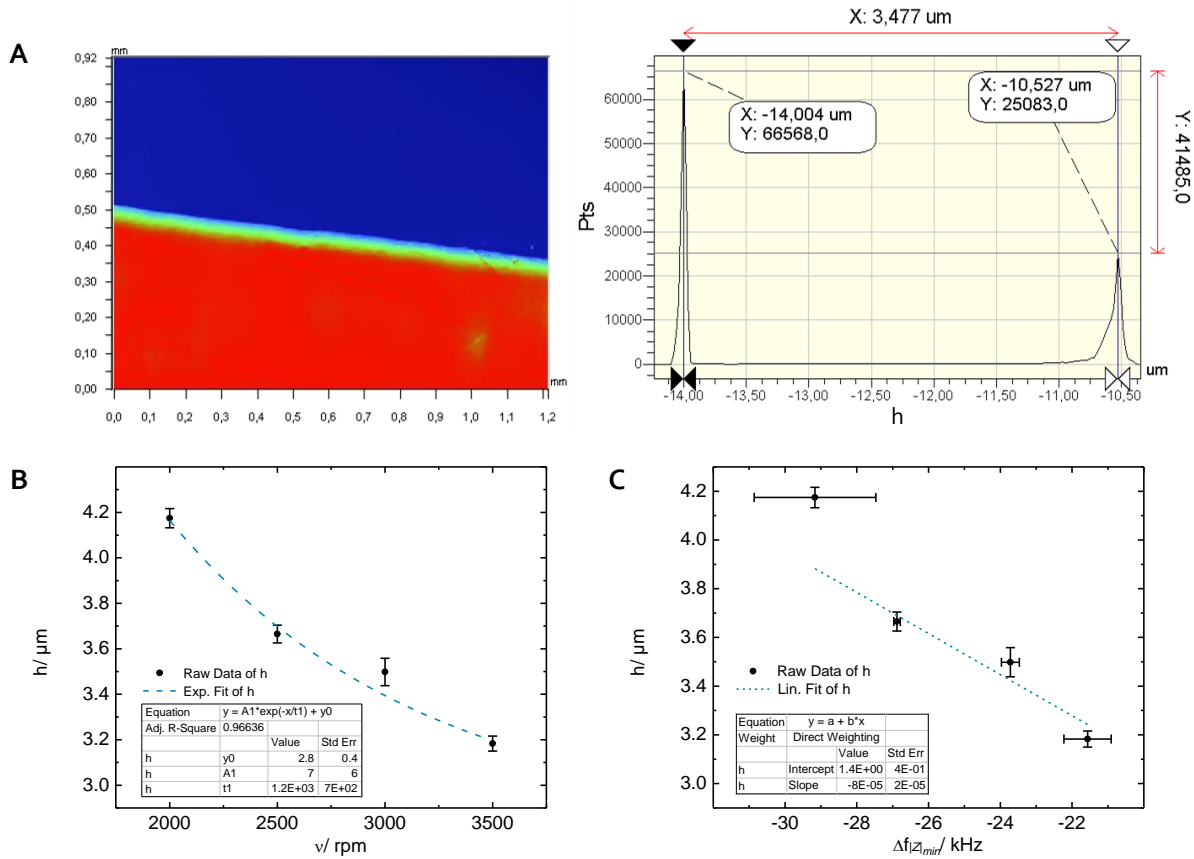 A
mm
0,92
0,80
0,70
0,60
0,50
0,40
0,30
0,20
0,10
0,00
mm
0,0 0,1 0,2 0,3 0,4 0,5 0,6 0,7 0,8 0,9 1,0 1,1 1,2
X: 3,477 um
X: -14,004 um
Y: 66568,0
X: -10,527 um
Y: 25083,0
Y: 41485,0
Pts
60000
50000
40000
30000
20000
10000
0
um
-14,00 -13,50 -13,00 -12,50 -12,00 -11,50 -11,00 -10,50
h
B
h/ µm
4.2
4.0
3.8
3.6
3.4
3.2
3.0
Raw Data of h
Exp. Fit of h
Equation y = A1*exp(-x/t1) + y0
Adj. R-Square 0.96636
Value Std Err
h y0 2.8 0.4
h A1 7 6
h t1 1.2E+03 7E+02
2000 2500 3000 3500
ν/ rpm
C
h/ µm
4.2
4.0
3.8
3.6
3.4
3.2
3.0
Raw Data of h
Lin. Fit of h
Equation y = a + b*x
Weight Direct Weighting
Value Std Err
h Intercept 1.4E+00 4E-01
h Slope -8E-05 2E-05
-30 -28 -26 -24 -22
Δf|Z|min/ kHz